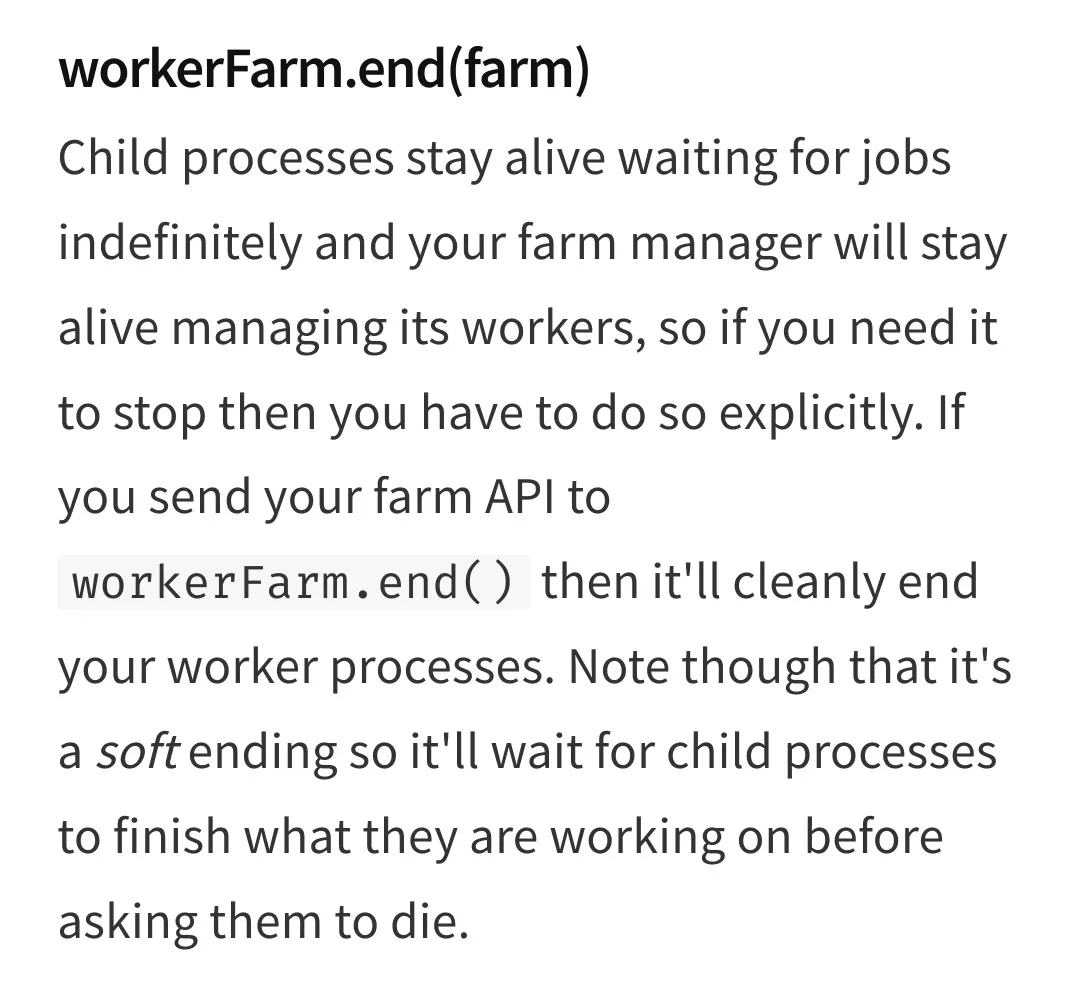 workerFarm.end(farm)
Child processes stay alive waiting for jobs
indefinitely and your farm manager will stay
alive managing its workers, so if you need it
to stop then you have to do so explicitly. If
you send your farm API to
workerFarm.end() then it'll cleanly end
your worker processes. Note though that it's
a soft ending so it'll wait for child processes
to finish what they are working on before
asking them to die.